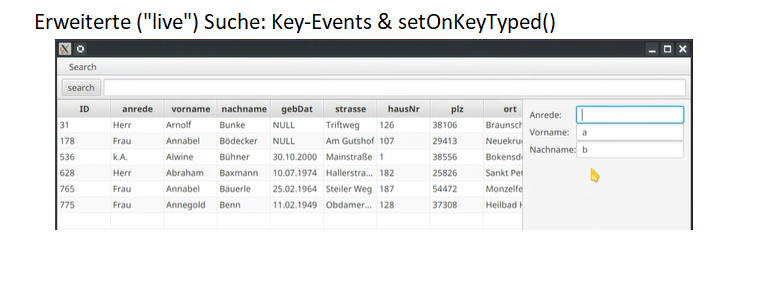 Erweiterte ("live") Suche: Key-Events & setOnKeyTyped()
Search
search
ID anrede vorname nachname gebDat strasse hausNr plz ort
31 Herr Arnolf Bunke NULL Triftweg 126 38106 Braunsch
178 Frau Annabel Bödecker NULL Am Gutshof 107 29413 Neuekru
536 k.A. Alwine Bühner 30.10.2000 Mainstraße 1 38556 Bokensd
628 Herr Abraham Baxmann 10.07.1974 Hallerstra... 182 25826 Sankt Pet
765 Frau Annabel Bäuerle 25.02.1964 Steiler Weg 187 54472 Monzelfe
775 Frau Annegold Benn 11.02.1949 Obdamer... 128 37308 Heilbad H
Anrede:
Vorname: a
Nachname: b